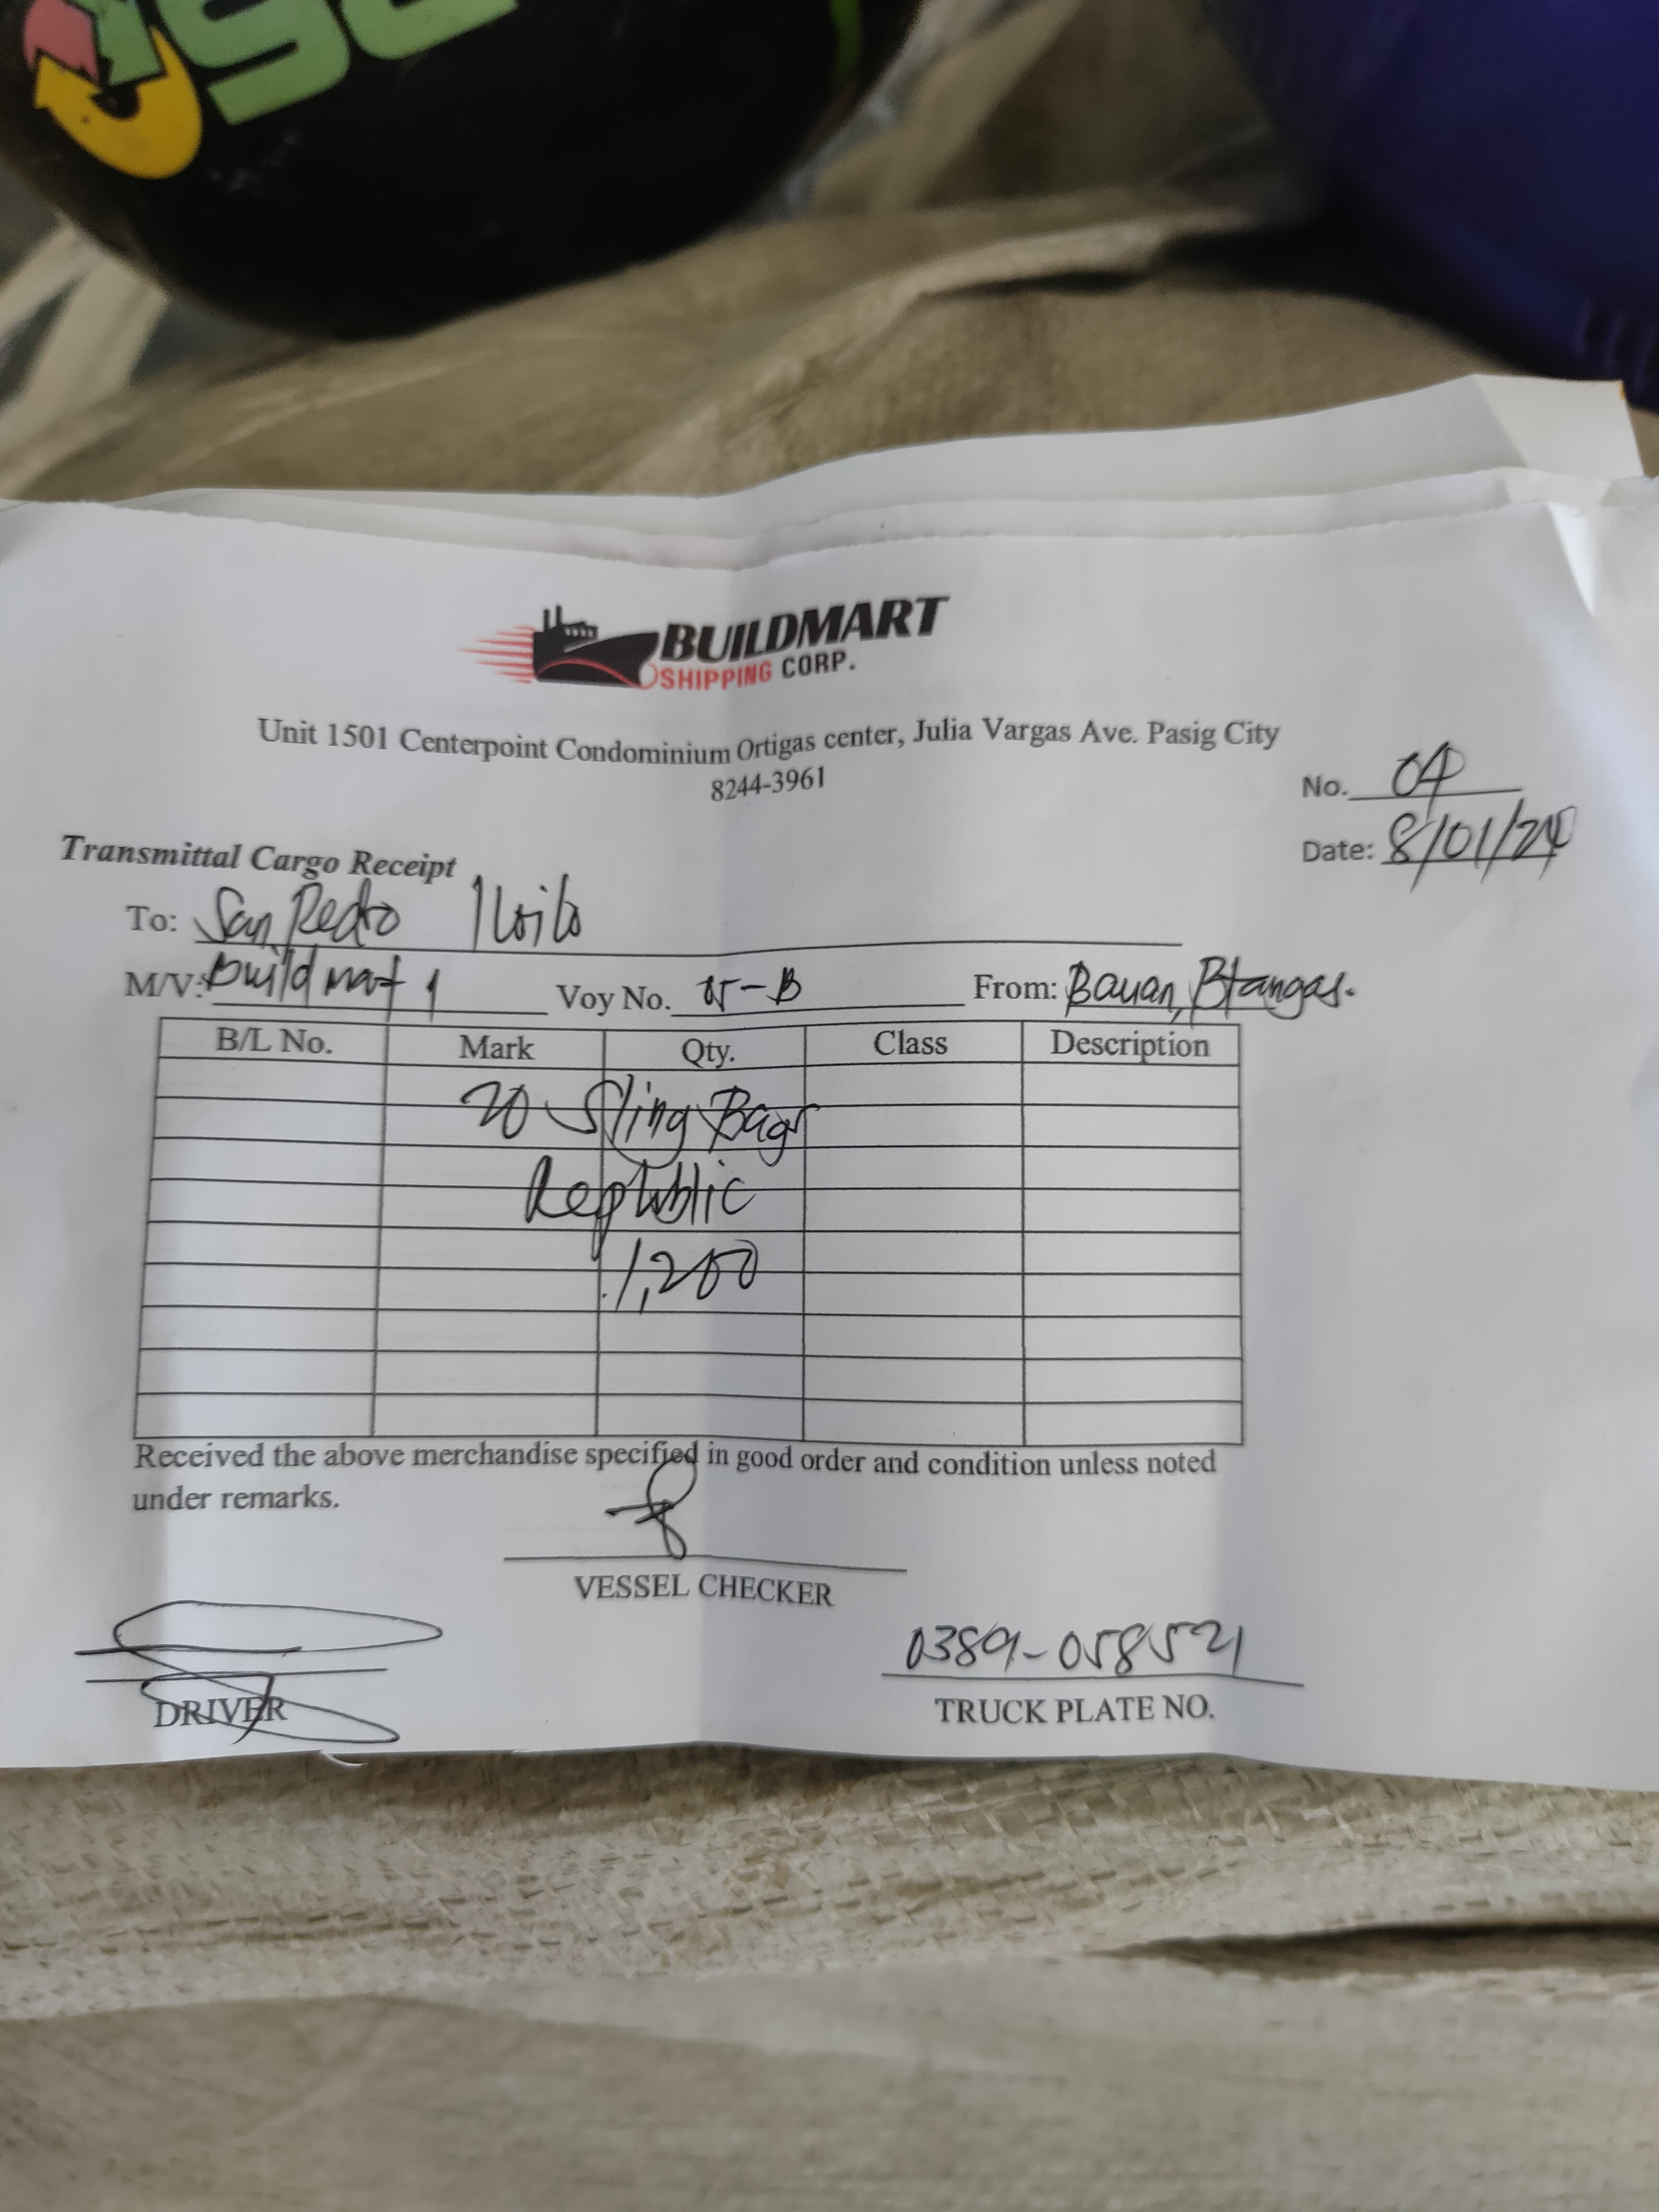 BUILDMART
SHIPPING CORP.
Unit 1501 Centerpoint Condominium Ortigas center, Julia Vargas Ave. Pasig City
8244-3961
No. 04
Date: 8/01/24
Transmittal Cargo Receipt
To: San Pedro Iloilo
M/V: Buildmat 1 Voy No. -B From: Bauan, Btangas.
B/L No. Mark Qty. Class Description
20 Sling Bags
Republic
1,200
Received the above merchandise specified in good order and condition unless noted
under remarks.
VESSEL CHECKER
0389-058521
DRIVER TRUCK PLATE NO.